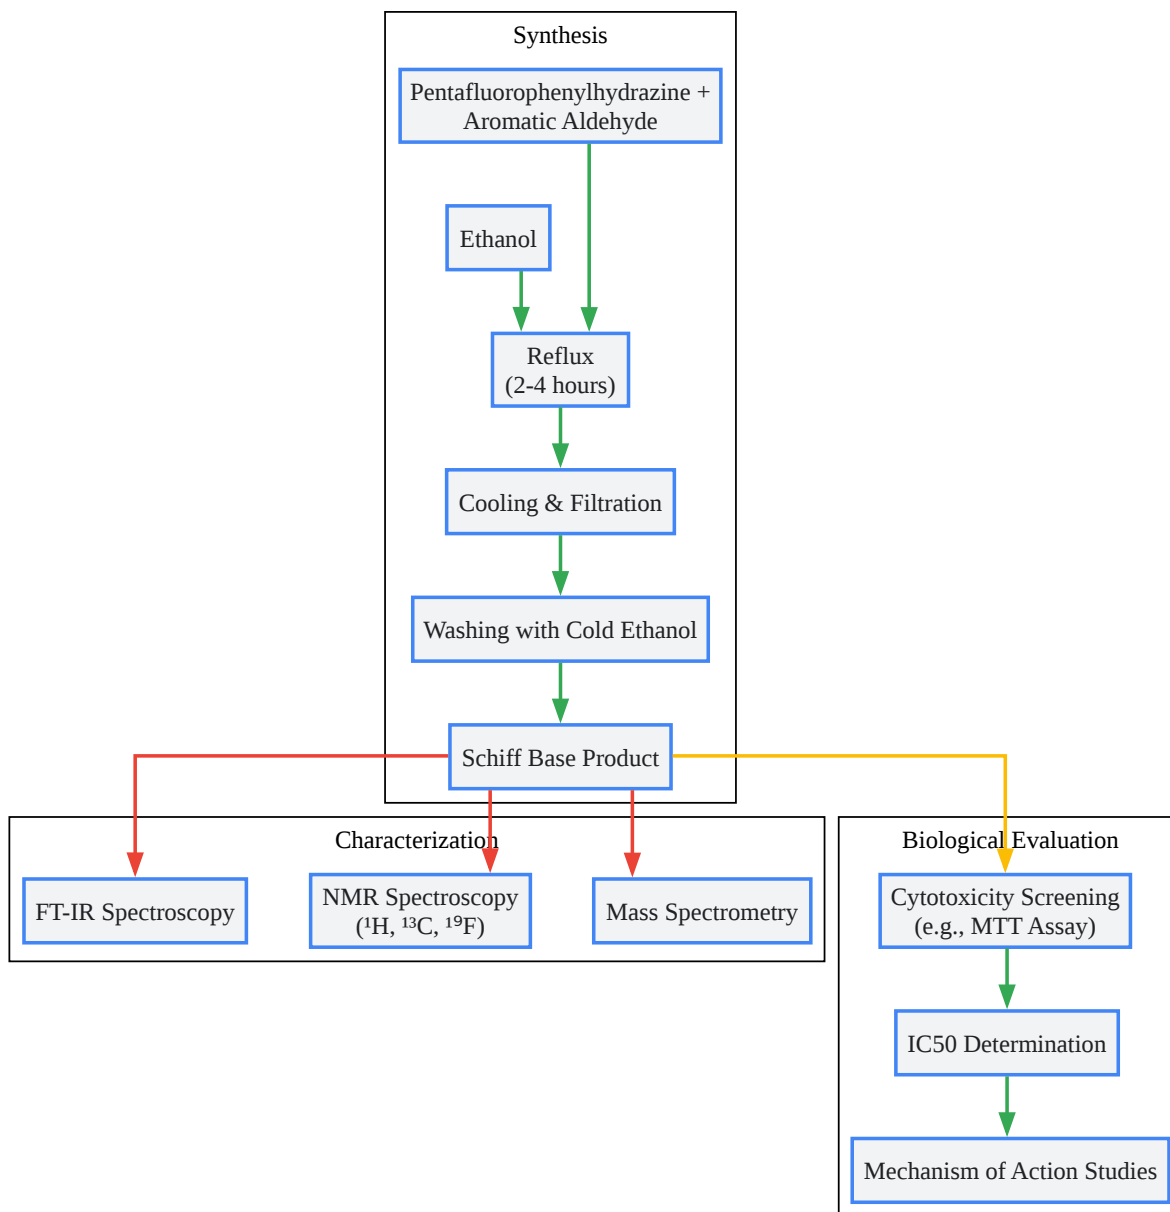 Synthesis
Pentafluorophenylhydrazine +
Aromatic Aldehyde
Ethanol
Reflux
(2-4 hours)
Cooling & Filtration
Washing with Cold Ethanol
Schiff Base Product
Characterization
FT-IR Spectroscopy
NMR Spectroscopy
(¹H, ¹³C, ¹⁹F)
Mass Spectrometry
Biological Evaluation
Cytotoxicity Screening
(e.g., MTT Assay)
IC50 Determination
Mechanism of Action Studies